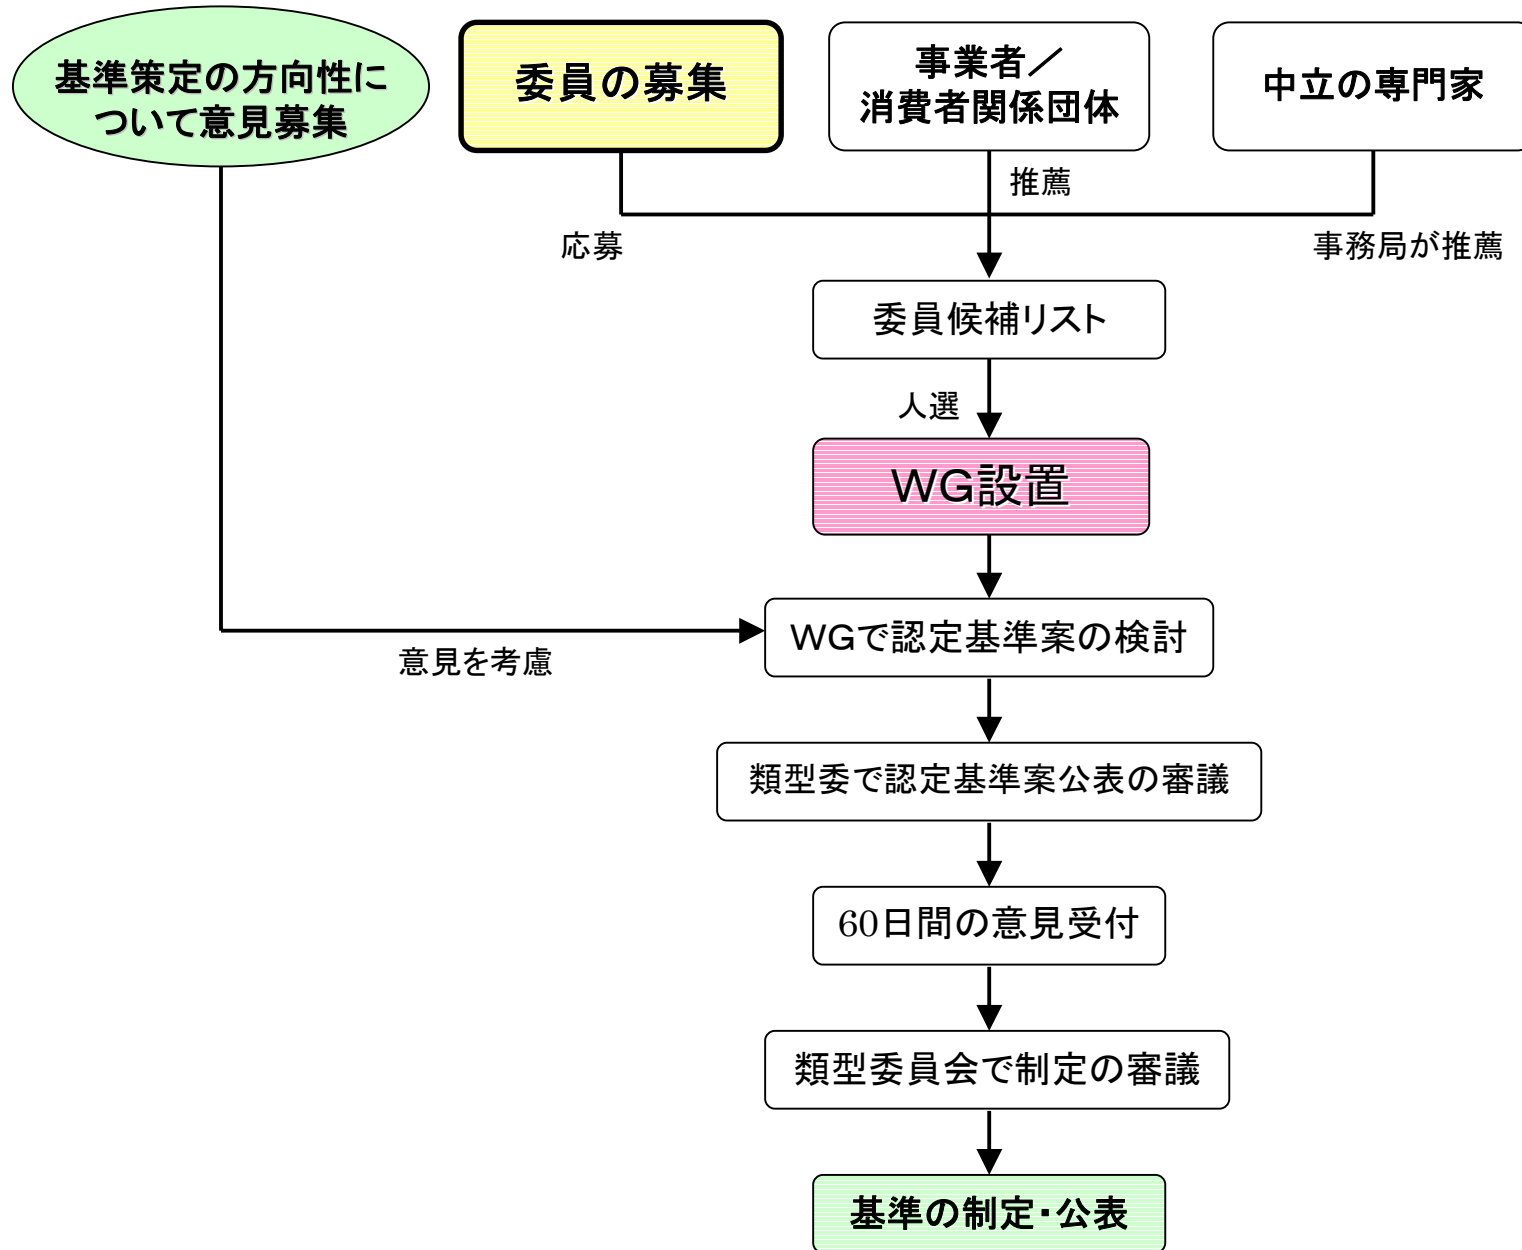 基準策定の方向性に
ついて意見募集
委員の募集
事業者／
消費者関係団体
中立の専門家
推薦
応募
事務局が推薦
委員候補リスト
人選
ＷＧ設置
ＷＧで認定基準案の検討
意見を考慮
類型委で認定基準案公表の審議
60日間の意見受付
類型委員会で制定の審議
基準の制定・公表